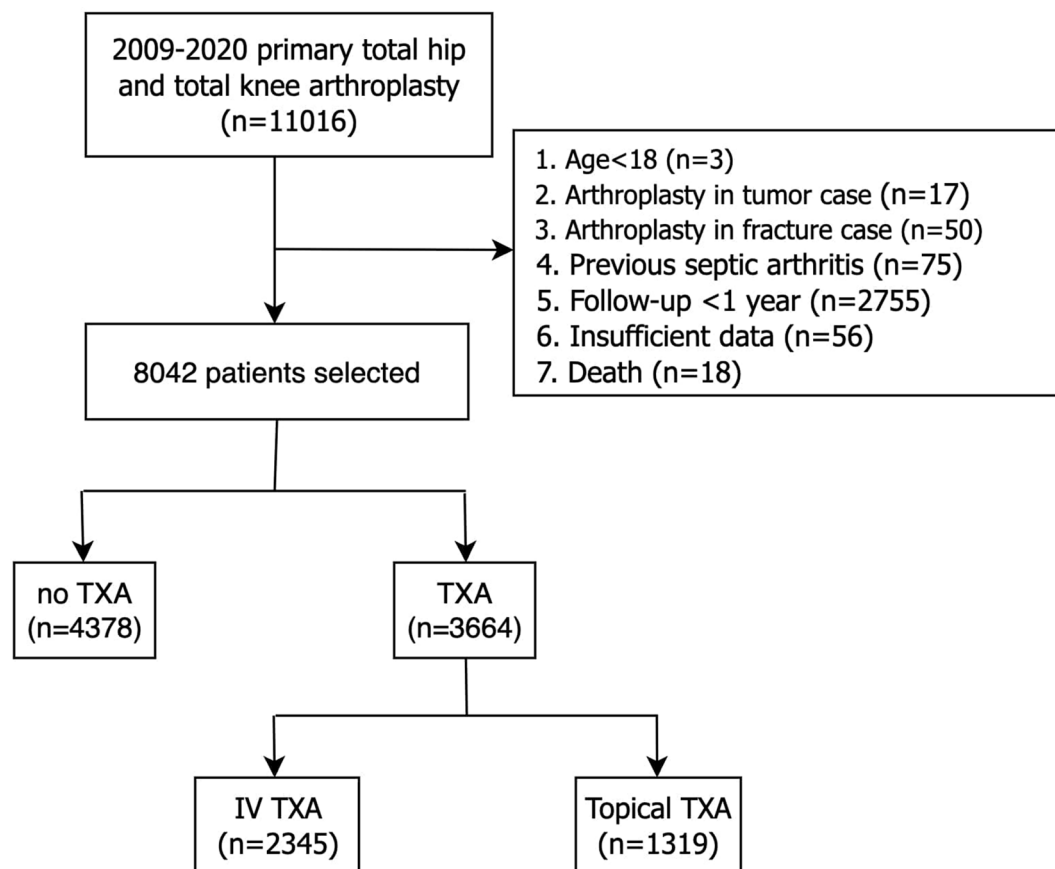 2009-2020 primary total hip
and total knee arthroplasty
(n=11016)
1. Age<18 (n=3)
2. Arthroplasty in tumor case (n=17)
3. Arthroplasty in fracture case (n=50)
4. Previous septic arthritis (n=75)
5. Follow-up <1 year (n=2755)
6. Insufficient data (n=56)
7. Death (n=18)
8042 patients selected
no TXA
(n=4378)
TXA
(n=3664)
IV TXA
(n=2345)
Topical TXA
(n=1319)